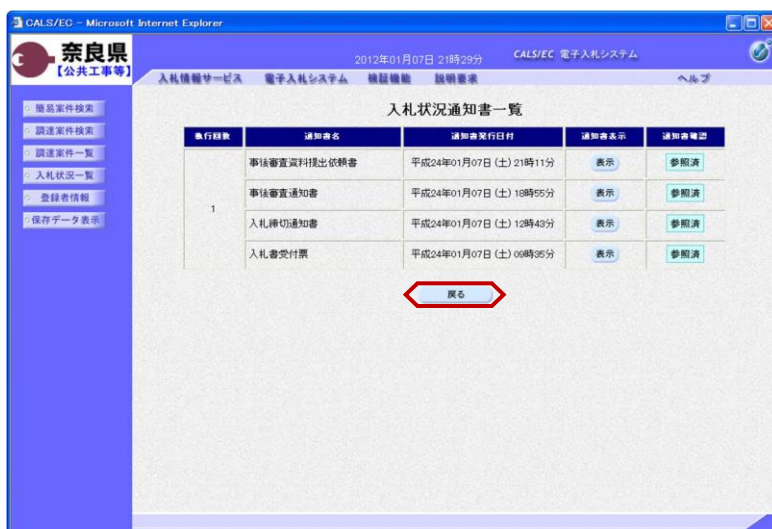 CALS/EC - Microsoft Internet Explorer
奈良県
【公共工事等】
2012年01月07日 21時29分
CALS/EC 電子入札システム
入札情報サービス 電子入札システム 検証機能 説明要求 ヘルプ
簡易案件検索
調達案件検索
調達案件一覧
入札状況一覧
登録者情報
保存データ表示
入札状況通知書一覧
執行回数 通知書名 通知書発行日付 通知書表示 通知書確認
1
事後審査資料提出依頼書 平成24年01月07日(土)21時11分 表示 参照済
事後審査通知書 平成24年01月07日(土)18時55分 表示 参照済
入札締切通知書 平成24年01月07日(土)12時43分 表示 参照済
入札書受付票 平成24年01月07日(土)09時35分 表示 参照済
戻る